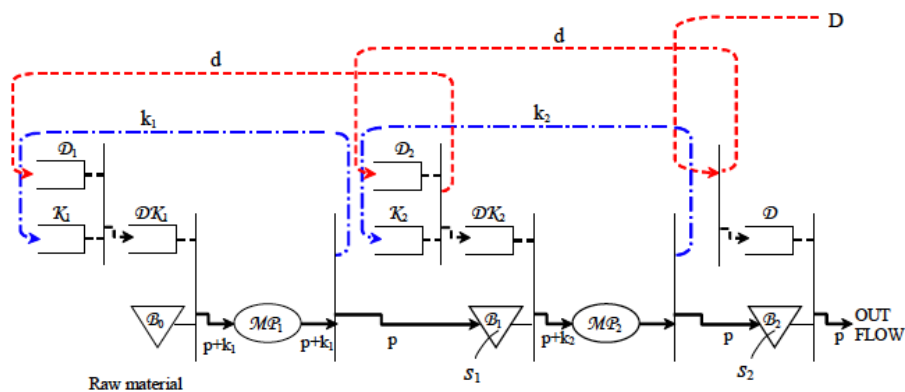 D
d
d
k₁
k₂
𝒟₁
𝒟₂
𝒦₁
𝒟𝒦₁
𝒦₂
𝒟𝒦₂
𝒟
ℬ₀
ℳ𝒫₁
ℬ₁
ℳ𝒫₂
ℬ₂
OUT
FLOW
p+k₁
p+k₁
p
p+k₂
p
p
S₁
S₂
Raw material